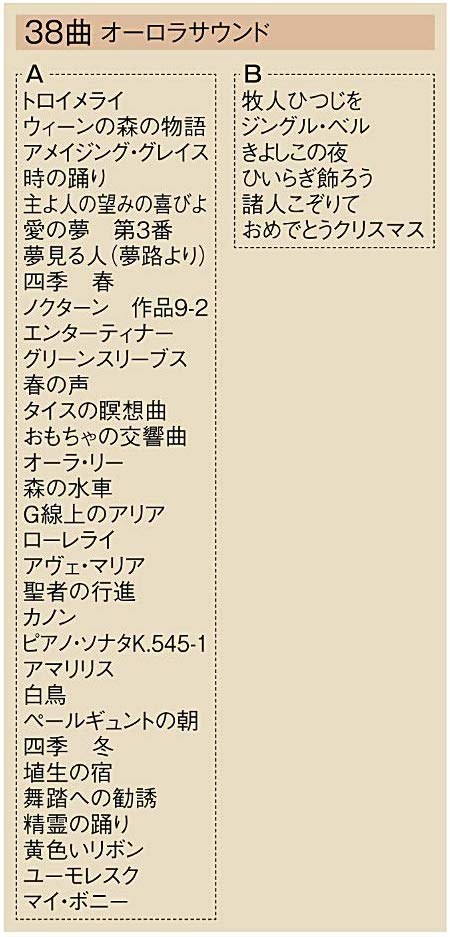 38曲 オーロラサウンド
A
トロイメライ
ウィーンの森の物語
アメイジング・グレイス
時の踊り
主よ人の望みの喜びよ
愛の夢　第3番
夢見る人（夢路より）
四季　春
ノクターン　作品9-2
エンターティナー
グリーンスリーブス
春の声
タイスの瞑想曲
おもちゃの交響曲
オーラ・リー
森の水車
G線上のアリア
ローレライ
アヴェ・マリア
聖者の行進
カノン
ピアノ・ソナタK.545-1
アマリリス
白鳥
ペールギュントの朝
四季　冬
埴生の宿
舞踏への勧誘
精霊の踊り
黄色いリボン
ユーモレスク
マイ・ボニー
B
牧人ひつじを
ジングル・ベル
きよしこの夜
ひいらぎ飾ろう
諸人こぞりて
おめでとうクリスマス